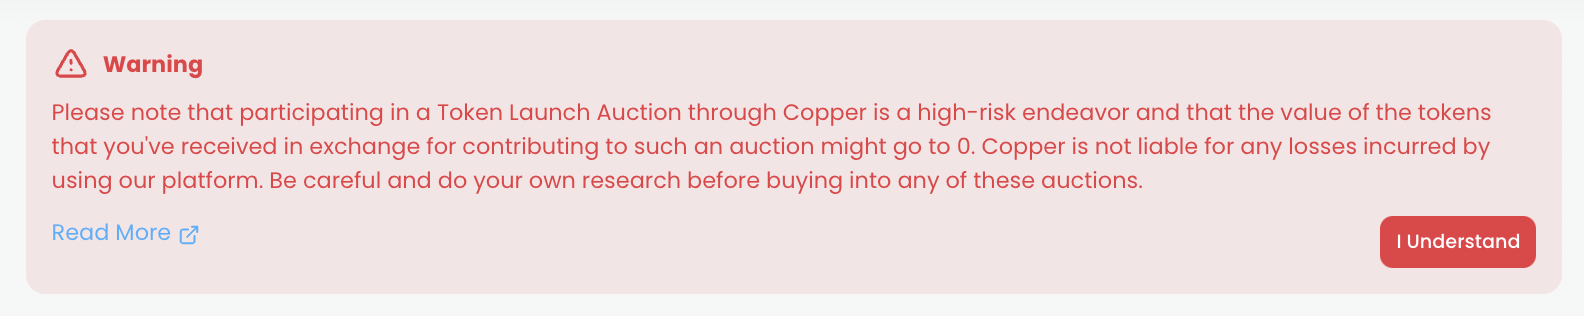 Warning
Please note that participating in a Token Launch Auction through Copper is a high-risk endeavor and that the value of the tokens
that you've received in exchange for contributing to such an auction might go to 0. Copper is not liable for any losses incurred by
using our platform. Be careful and do your own research before buying into any of these auctions.
Read More
I Understand